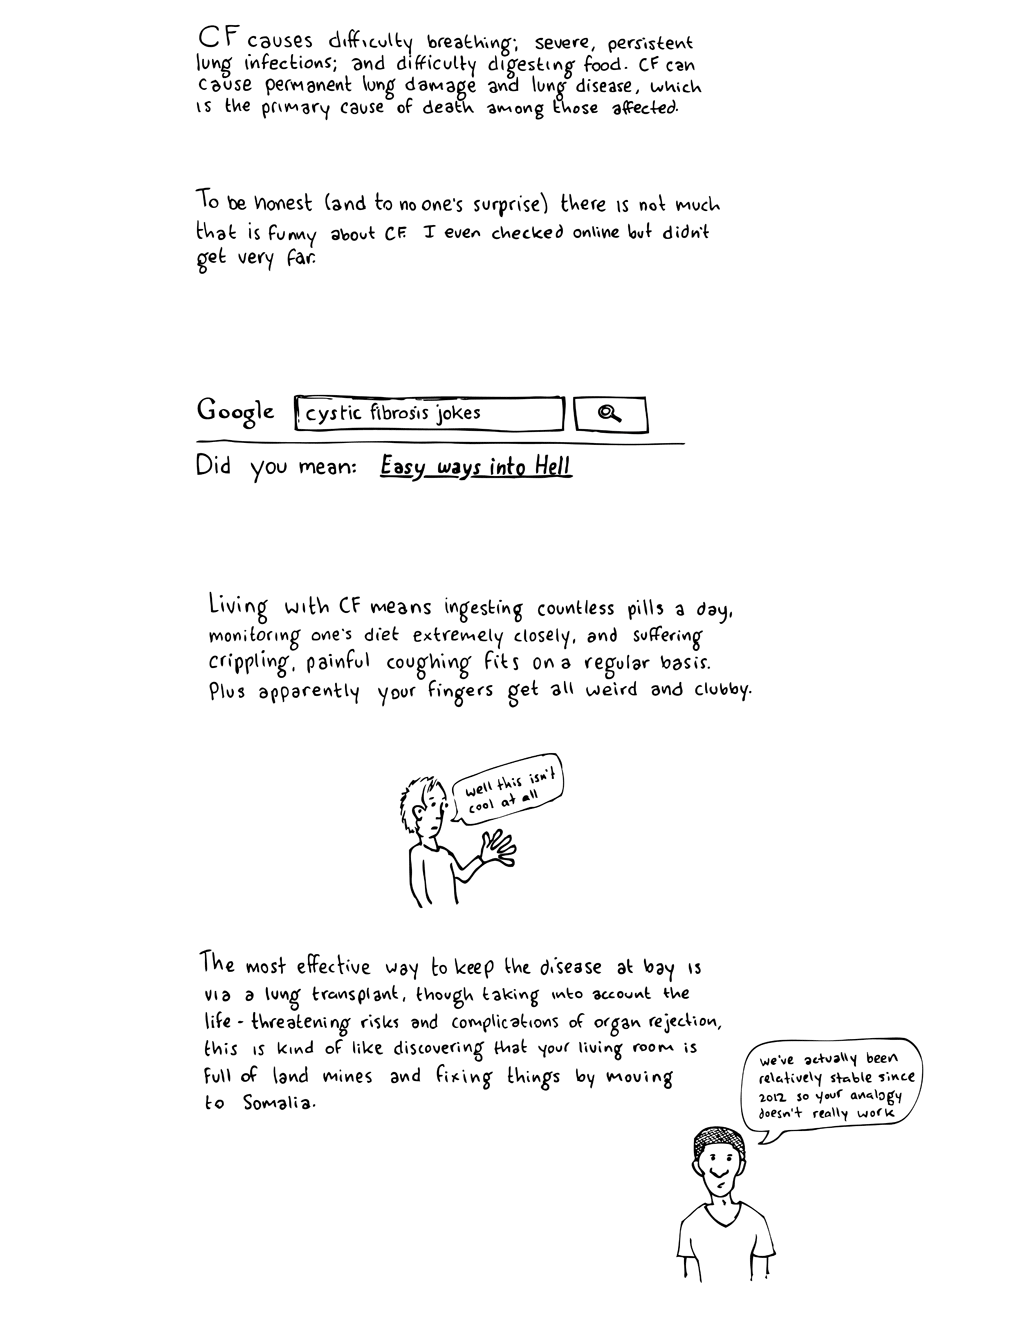 CF causes difficulty breathing; severe, persistent
lung infections; and difficulty digesting food. CF can
cause permanent lung damage and lung disease, which
is the primary cause of death among those affected.
To be honest (and to no one's surprise) there is not much
that is funny about CF. I even checked online but didn't
get very far.
Google cystic fibrosis jokes
Did you mean: Easy ways into Hell
Living with CF means ingesting countless pills a day,
monitoring one's diet extremely closely, and suffering
crippling, painful coughing fits on a regular basis.
Plus apparently your fingers get all weird and clubby.
well this isn't
cool at all
The most effective way to keep the disease at bay is
via a lung transplant, though taking into account the
life-threatening risks and complications of organ rejection,
this is kind of like discovering that your living room is
full of land mines and fixing things by moving
to Somalia.
we've actually been
relatively stable since
2012 so your analogy
doesn't really work